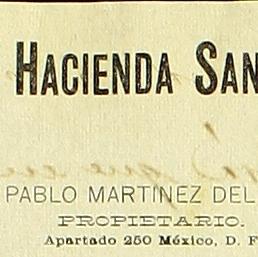 HACIENDA SAN
PABLO MARTINEZ DEL
PROPIETARIO.
Apartado 250 México, D. F